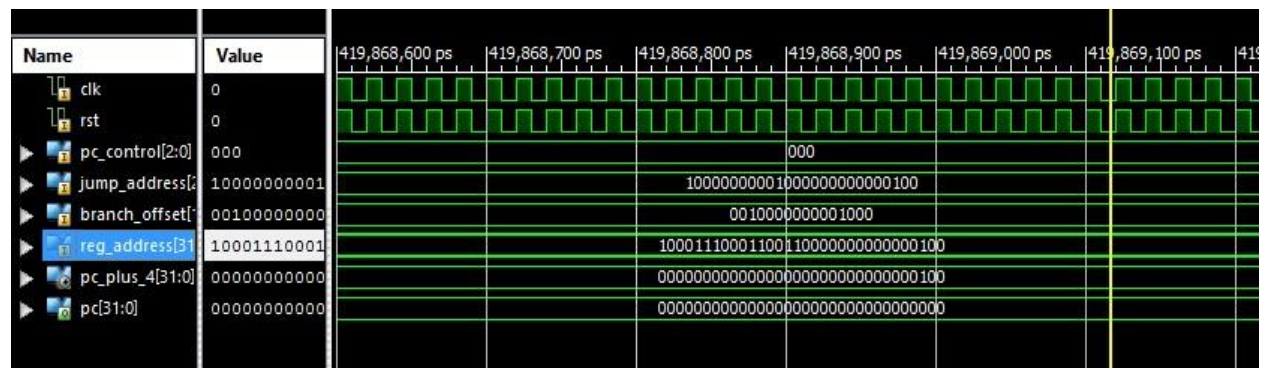 Name Value 419,868,600 ps 419,868,700 ps 419,868,800 ps 419,868,900 ps 419,869,000 ps 419,869,100 ps 419
clk 0
rst 0
pc_control[2:0] 000 000
jump_address[2 10000000001 10000000001000000000000100
branch_offset[ 00100000000 0010000000001000
reg_address[31 10001110001 10001110001100110000000000000100
pc_plus_4[31:0] 00000000000 00000000000000000000000000000100
pc[31:0] 00000000000 00000000000000000000000000000000